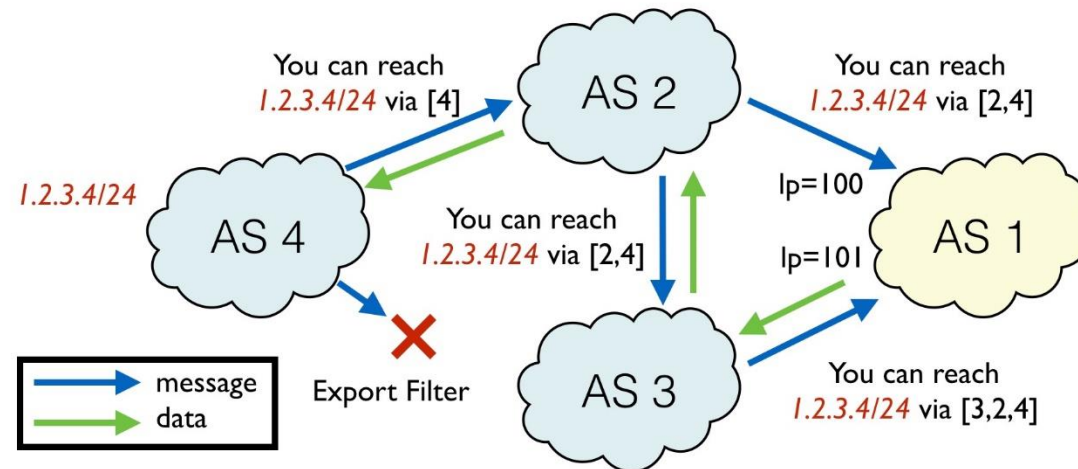 You can reach
1.2.3.4/24 via [4]
AS 2
You can reach
1.2.3.4/24 via [2,4]
1.2.3.4/24
AS 4
You can reach
1.2.3.4/24 via [2,4]
lp=100
lp=101
AS 1
message
data
Export Filter
AS 3
You can reach
1.2.3.4/24 via [3,2,4]